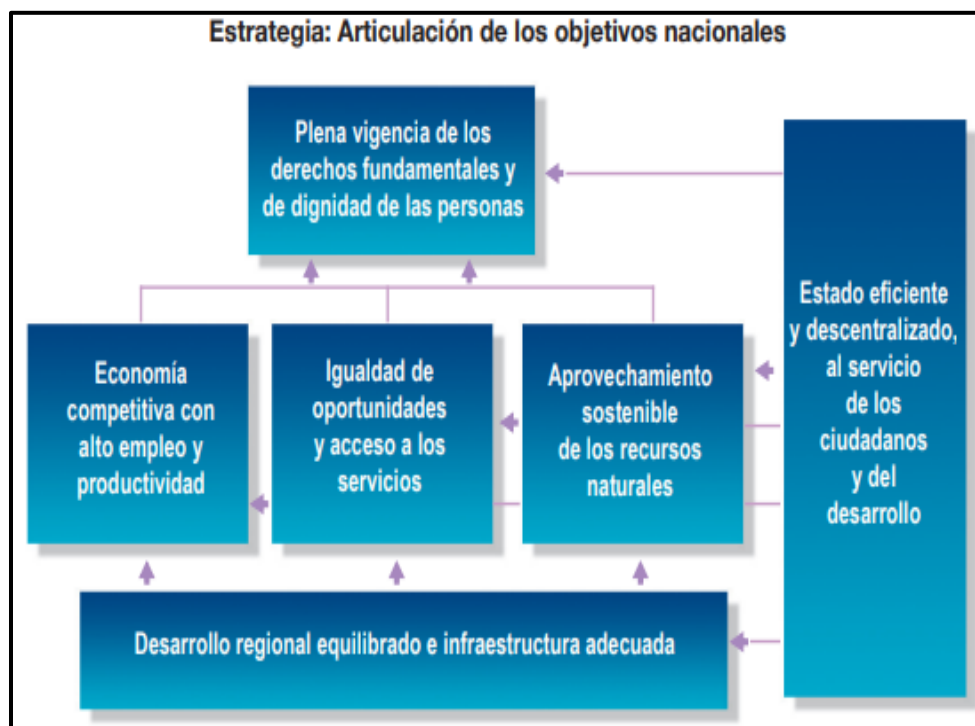 Estrategia: Articulación de los objetivos nacionales
Plena vigencia de los
derechos fundamentales y
de dignidad de las personas
Economía
competitiva con
alto empleo y
productividad
Igualdad de
oportunidades
y acceso a los
servicios
Aprovechamiento
sostenible
de los recursos
naturales
Estado eficiente
y descentralizado,
al servicio
de los
ciudadanos
y del
desarrollo
Desarrollo regional equilibrado e infraestructura adecuada